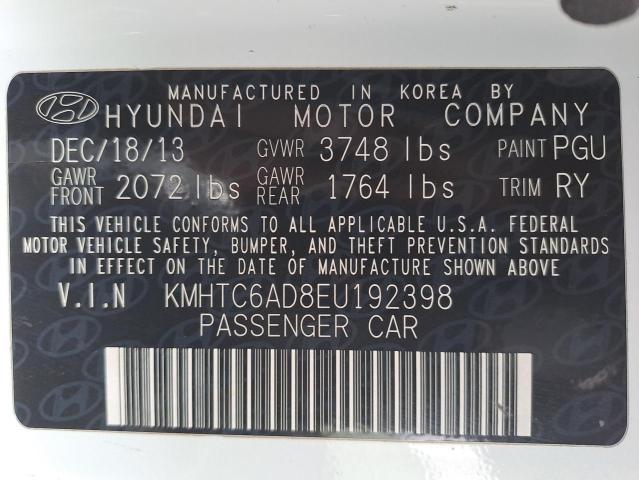 MANUFACTURED IN KOREA BY
HYUNDAI MOTOR COMPANY
DEC/18/13 GVWR 3748 lbs PAINT PGU
GAWR FRONT 2072 lbs GAWR REAR 1764 lbs TRIM RY
THIS VEHICLE CONFORMS TO ALL APPLICABLE U.S.A. FEDERAL
MOTOR VEHICLE SAFETY, BUMPER, AND THEFT PREVENTION STANDARDS
IN EFFECT ON THE DATE OF MANUFACTURE SHOWN ABOVE
V.I.N KMHTC6AD8EU192398
PASSENGER CAR